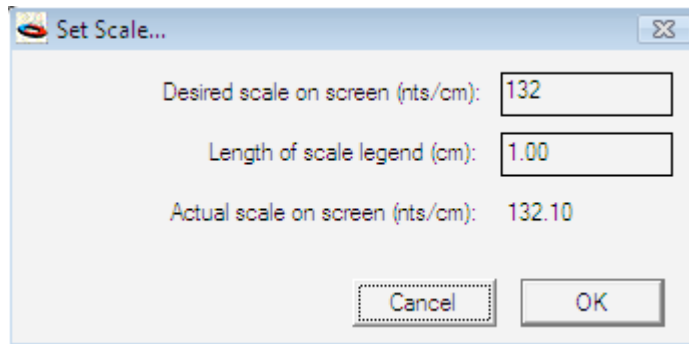 Set Scale...
Desired scale on screen (nts/cm): 132
Length of scale legend (cm): 1.00
Actual scale on screen (nts/cm): 132.10
Cancel OK